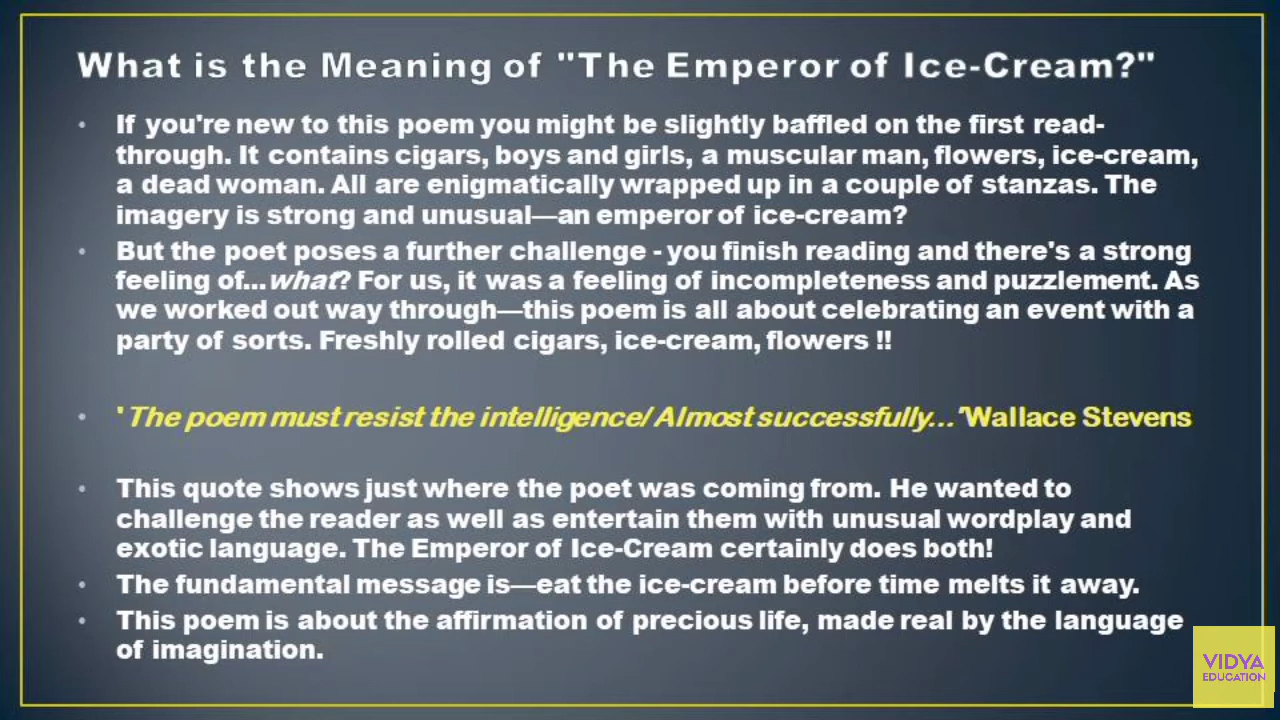 What is the Meaning of "The Emperor of Ice-Cream?"
• If you're new to this poem you might be slightly baffled on the first read-
through. It contains cigars, boys and girls, a muscular man, flowers, ice-cream,
a dead woman. All are enigmatically wrapped up in a couple of stanzas. The
imagery is strong and unusual—an emperor of ice-cream?
• But the poet poses a further challenge - you finish reading and there's a strong
feeling of...what? For us, it was a feeling of incompleteness and puzzlement. As
we worked out way through—this poem is all about celebrating an event with a
party of sorts. Freshly rolled cigars, ice-cream, flowers !!
• 'The poem must resist the intelligence/ Almost successfully...'Wallace Stevens
• This quote shows just where the poet was coming from. He wanted to
challenge the reader as well as entertain them with unusual wordplay and
exotic language. The Emperor of Ice-Cream certainly does both!
• The fundamental message is—eat the ice-cream before time melts it away.
• This poem is about the affirmation of precious life, made real by the language
of imagination.
VIDYA
EDUCATION